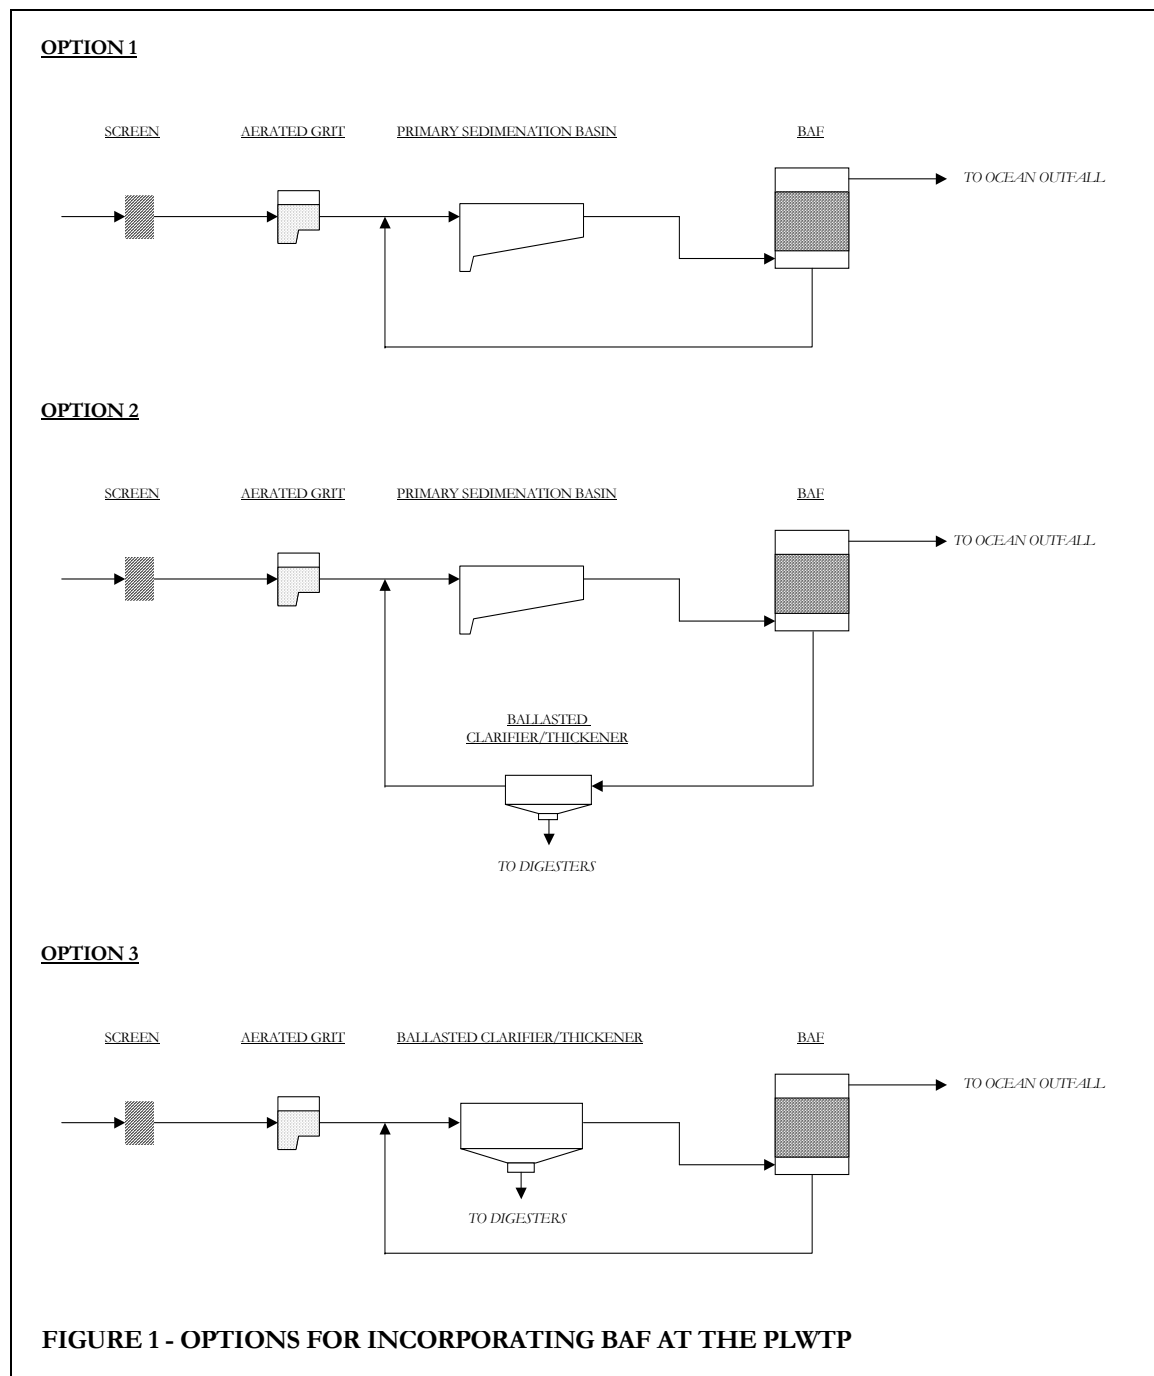 OPTION 1
SCREEN AERATED GRIT PRIMARY SEDIMENATION BASIN BAF
TO OCEAN OUTFALL
OPTION 2
SCREEN AERATED GRIT PRIMARY SEDIMENATION BASIN BAF
TO OCEAN OUTFALL
BALLASTED
CLARIFIER/THICKENER
TO DIGESTERS
OPTION 3
SCREEN AERATED GRIT BALLASTED CLARIFIER/THICKENER BAF
TO OCEAN OUTFALL
TO DIGESTERS
FIGURE 1 - OPTIONS FOR INCORPORATING BAF AT THE PLWTP